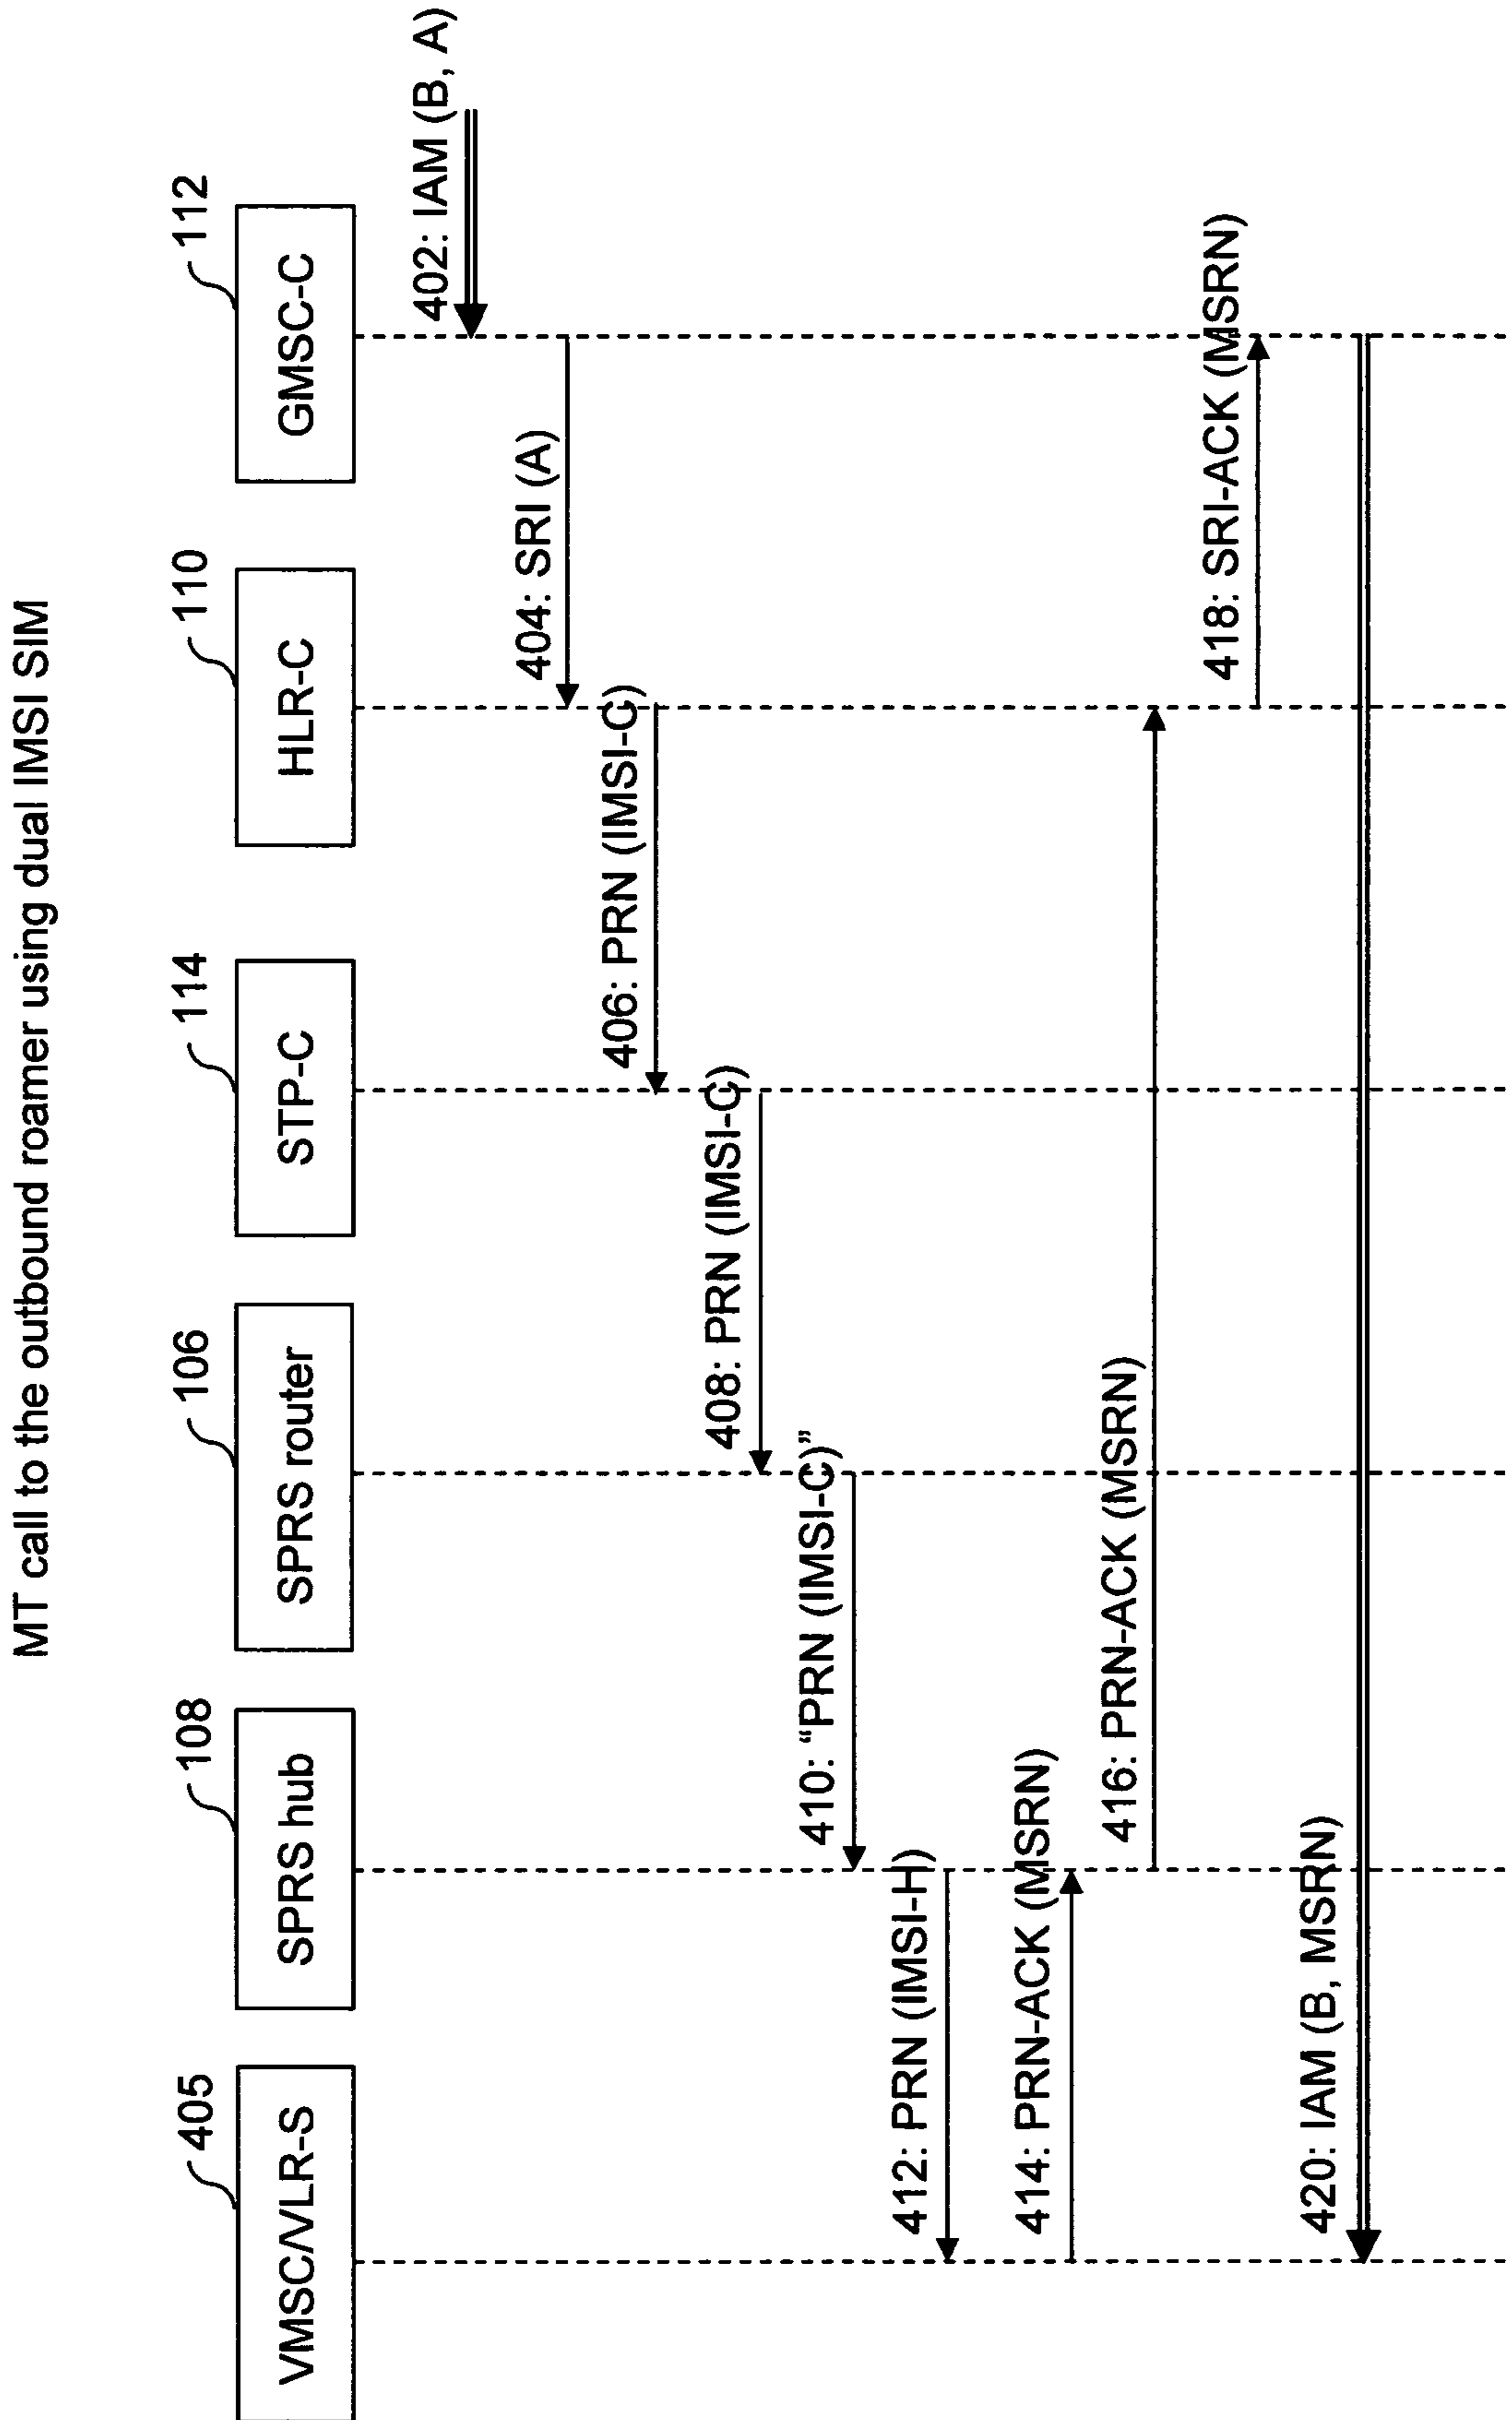 MT call to the outbound roamer using dual IMSI SIM
405
108
106
114
110
112
VMSC/VLR-S
SPRS hub
SPRS router
STP-C
HLR-C
GMSC-C
402: IAM (B, A)
404: SRI (A)
406: PRN (IMSI-C)
408: PRN (IMSI-C)
410: “PRN (IMSI-C)”
412: PRN (IMSI-H)
414: PRN-ACK (MSRN)
416: PRN-ACK (MSRN)
418: SRI-ACK (MSRN)
420: IAM (B, MSRN)